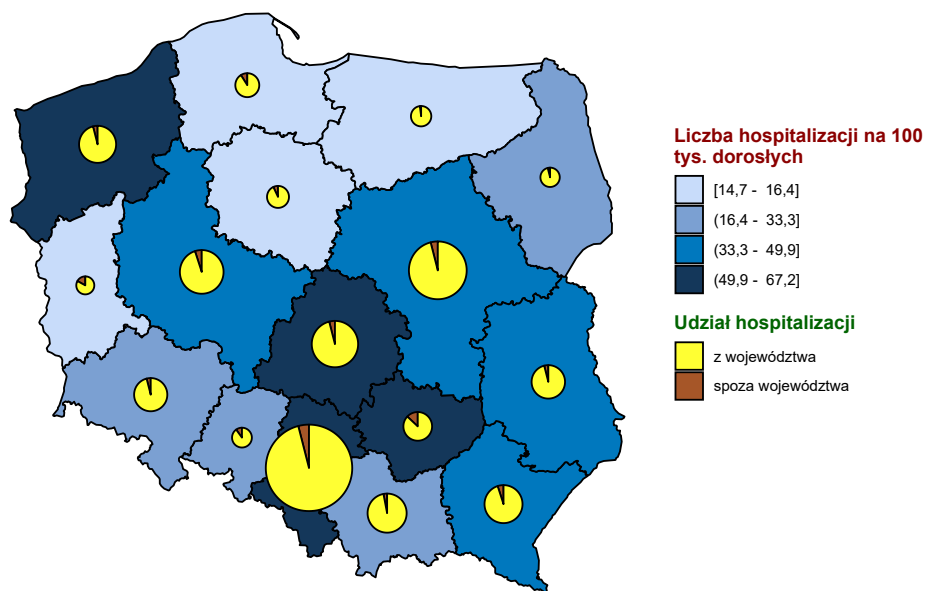 Liczba hospitalizacji na 100
tys. dorosłych
[14,7 - 16,4]
(16,4 - 33,3]
(33,3 - 49,9]
(49,9 - 67,2]
Udział hospitalizacji
z województwa
spoza województwa